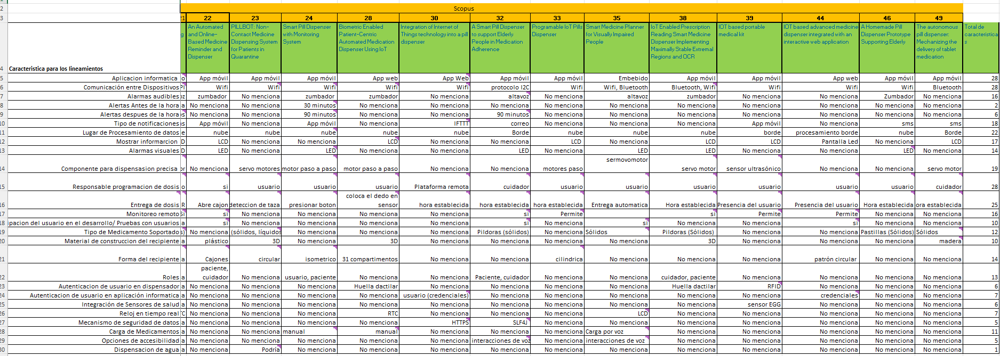 2 Scopus
3 21 22 23 24 28 30 32 33 35 38 39 44 46 49
g
An Automated
and Online-
Based Medicine
Reminder and
Dispenser
PILLBOT: Non-
Contact Medicine
Dispensing System
for Patients in
Quarantine
Smart Pill Dispenser
with Monitoring
System
Biometric Enabled
Patient-Centric
Automated Medication
Dispenser Using IoT
Integration of Internet of
Things technology into a pill
dispenser
A Smart Pill Dispenser
to support Elderly
People in Medication
Adherence
Programable IoT Pills
Dispenser
Smart Medicine Planner
for Visually Impaired
People
IoT Enabled Prescription
Reading Smart Medicine
Dispenser Implementing
Maximally Stable Extremal
Regions and OCR
IOT based portable
medical kit
IOT based advanced medicine
dispenser integrated with an
interactive web application
A Homemade Pill
Dispenser Prototype
Supporting Elderly
The autonomous
pill dispenser:
Mechanizing the
delivery of tablet
medication
Total de
caracteristica
s
4 Caracteristica para los lineamientos
5 Aplicacion informatica o App móvil App móvil App móvil App web App Web App móvil App móvil Embebido App móvil App móvil App web App móvil App móvil 28
6 Comunicación entre Dispositivos PI Wifi Wifi Wifi Wifi Wifi protocolo I2C Wifi Wifi, Bluetooth Bluetooth, Wifi Wifi Wifi Wifi Bluetooth 28
7 Alarmas audibles oz zumbador No menciona zumbador zumbador No menciona altavoz No menciona altavoz zumbador No menciona No menciona Zumbador No menciona 16
8 Alertas Antes de la hora a No menciona No menciona 30 minutos No menciona No menciona No menciona No menciona No menciona No menciona No menciona No menciona No menciona No menciona 2
9 Alertas despues de la hora os No menciona No menciona 90 minutos No menciona No menciona 90 minutos No menciona No menciona No menciona No menciona No menciona No menciona No menciona 6
10 Tipo de notificaciones s App móvil No menciona App móvil No menciona IFTTT correo No menciona No menciona No menciona App móvil No menciona sms sms 18
11 Lugar de Procesamiento de datos e nube nube nube nube nube Borde nube nube nube borde procesamiento borde nube Borde 22
12 Mostrar informarcion D LCD No menciona No menciona LCD No menciona No menciona LCD No menciona LCD LCD Pantalla Led No menciona LCD 17
13 Alarmas visuales D LED No menciona LED No menciona No menciona LED No menciona LED LED No menciona No menciona LED No menciona 14
sermovomotor
14 Componente para dispensasion precisa or No menciona servo motores motor paso a paso motor paso a paso No menciona No menciona motores paso servo motor sensor ultrasónico No menciona No menciona servo motor 19
15 Responsable programacion de dosis o si usuario usuario usuario Plataforma remota cuidador usuario usuario usuario usuario usuario usuario cuidador 28
coloca el dedo en
16 Entrega de dosis R Abre cajon deteccion de taza presionar boton sensor hora establecida hora establecida hora establecida Entrega automatica Hora establecida Presencia del usuario Presencia del usuario Hora establecida ora establecida 25
17 Monitoreo remoto Si si No menciona No menciona No menciona No menciona si Permite si Permite Permite No menciona No menciona 16
18 ipacion del usuario en el desarrollo/ Pruebas con usuarios a si No menciona No menciona No menciona No menciona si No menciona si No menciona No menciona si No menciona No menciona 10
19 Tipo de Medicamento Soportado s) No menciona (sólidos, líquidos No menciona No menciona No menciona Pildoras (sólidos) No menciona Sólidos Pildoras (Sólidos) No menciona No menciona Pastillas (Sólidos) Sólidos 12
20 Material de construccion del recipiente a plástico 3D No menciona 3D No menciona No menciona No menciona No menciona 3D No menciona No menciona No menciona madera 10
21 Forma del recipiente a Cajones circular isometrico 31 compartimentos No menciona No menciona cilindrica No menciona No menciona No menciona patrón circular No menciona No menciona 14
paciente,
22 Roles a cuidador No menciona usuario, paciente No menciona No menciona Paciente, cuidador No menciona No menciona cuidador, paciente No menciona No menciona No menciona No menciona 13
23 Autenticacion de usuario en dispensador a No menciona No menciona No menciona Huella dactilar No menciona No menciona No menciona No menciona Huella dactilar RFID No menciona No menciona No menciona 6
24 Autenticacion de usuario en aplicación informatica a No menciona No menciona No menciona No menciona usuario (credenciales) No menciona No menciona No menciona No menciona No menciona credenciales No menciona No menciona 7
25 Integración de Sensores de salud a No menciona No menciona No menciona No menciona No menciona No menciona No menciona No menciona No menciona sensor EGG No menciona No menciona No menciona 6
26 Reloj en tiempo real TC No menciona No menciona No menciona RTC No menciona No menciona No menciona LCD No menciona No menciona No menciona No menciona No menciona 7
27 Mecanismo de seguridad de datos a No menciona No menciona No menciona No menciona HTTPS SLF4J No menciona No menciona No menciona No menciona No menciona No menciona No menciona 5
28 Carga de Medicamentos a No menciona No menciona manual manual No menciona No menciona No menciona Carga por voz No menciona No menciona No menciona No menciona No menciona 11
29 Opciones de accesibilidad a No menciona No menciona No menciona No menciona No menciona interacciones de voz No menciona interacciones de voz No menciona No menciona No menciona No menciona No menciona 5
30 Dispensacion de agua a No menciona Podría No menciona No menciona No menciona No menciona No menciona No menciona No menciona No menciona No menciona No menciona No menciona 1